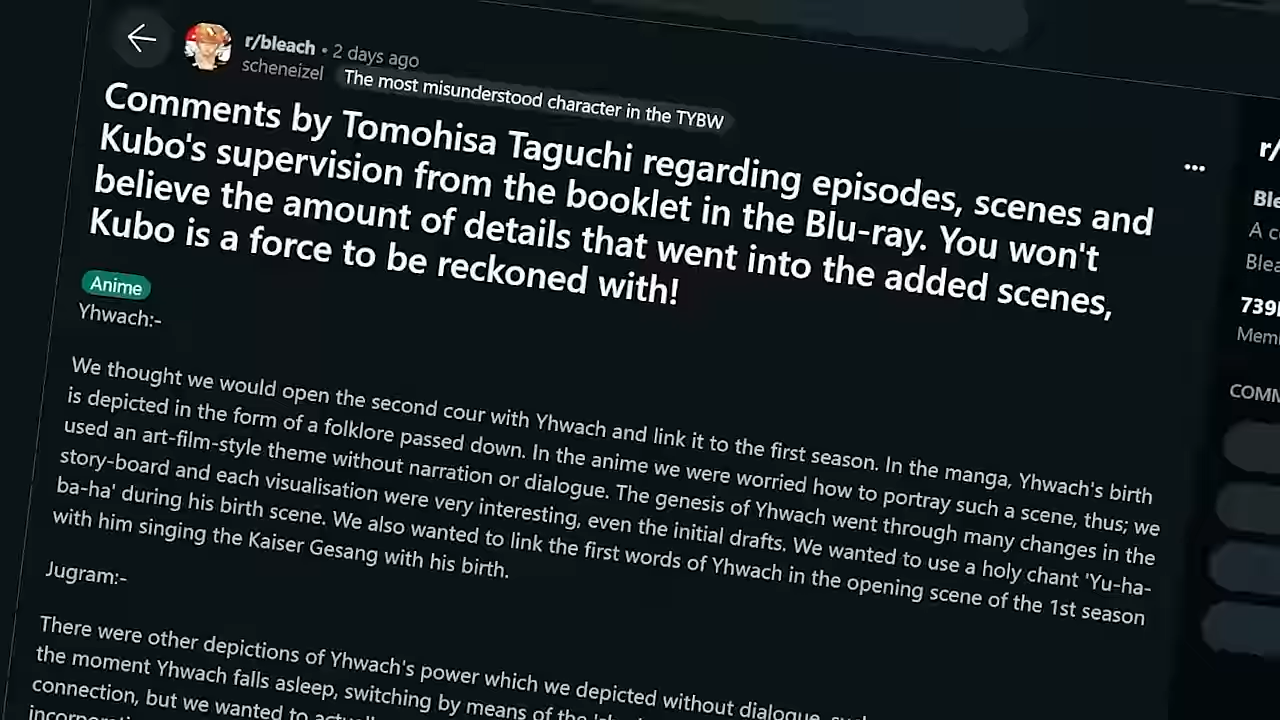 r/bleach • 2 days ago
scheneizel The most misunderstood character in the TYBW
Comments by Tomohisa Taguchi regarding episodes, scenes and
Kubo's supervision from the booklet in the Blu-ray. You won't
believe the amount of details that went into the added scenes,
Kubo is a force to be reckoned with!
Anime
Yhwach:-
We thought we would open the second cour with Yhwach and link it to the first season. In the manga, Yhwach's birth
is depicted in the form of a folklore passed down. In the anime we were worried how to portray such a scene, thus; we
used an art-film-style theme without narration or dialogue. The genesis of Yhwach went through many changes in the
story-board and each visualisation were very interesting, even the initial drafts. We wanted to use a holy chant 'Yu-ha-
ba-ha' during his birth scene. We also wanted to link the first words of Yhwach in the opening scene of the 1st season
with him singing the Kaiser Gesang with his birth.
Jugram:-
There were other depictions of Yhwach's power which we depicted without dialogue, such
the moment Yhwach falls asleep, switching by means of the
connection, but we wanted to
r/
Ble
A c
Blea
739
Mem
COMM